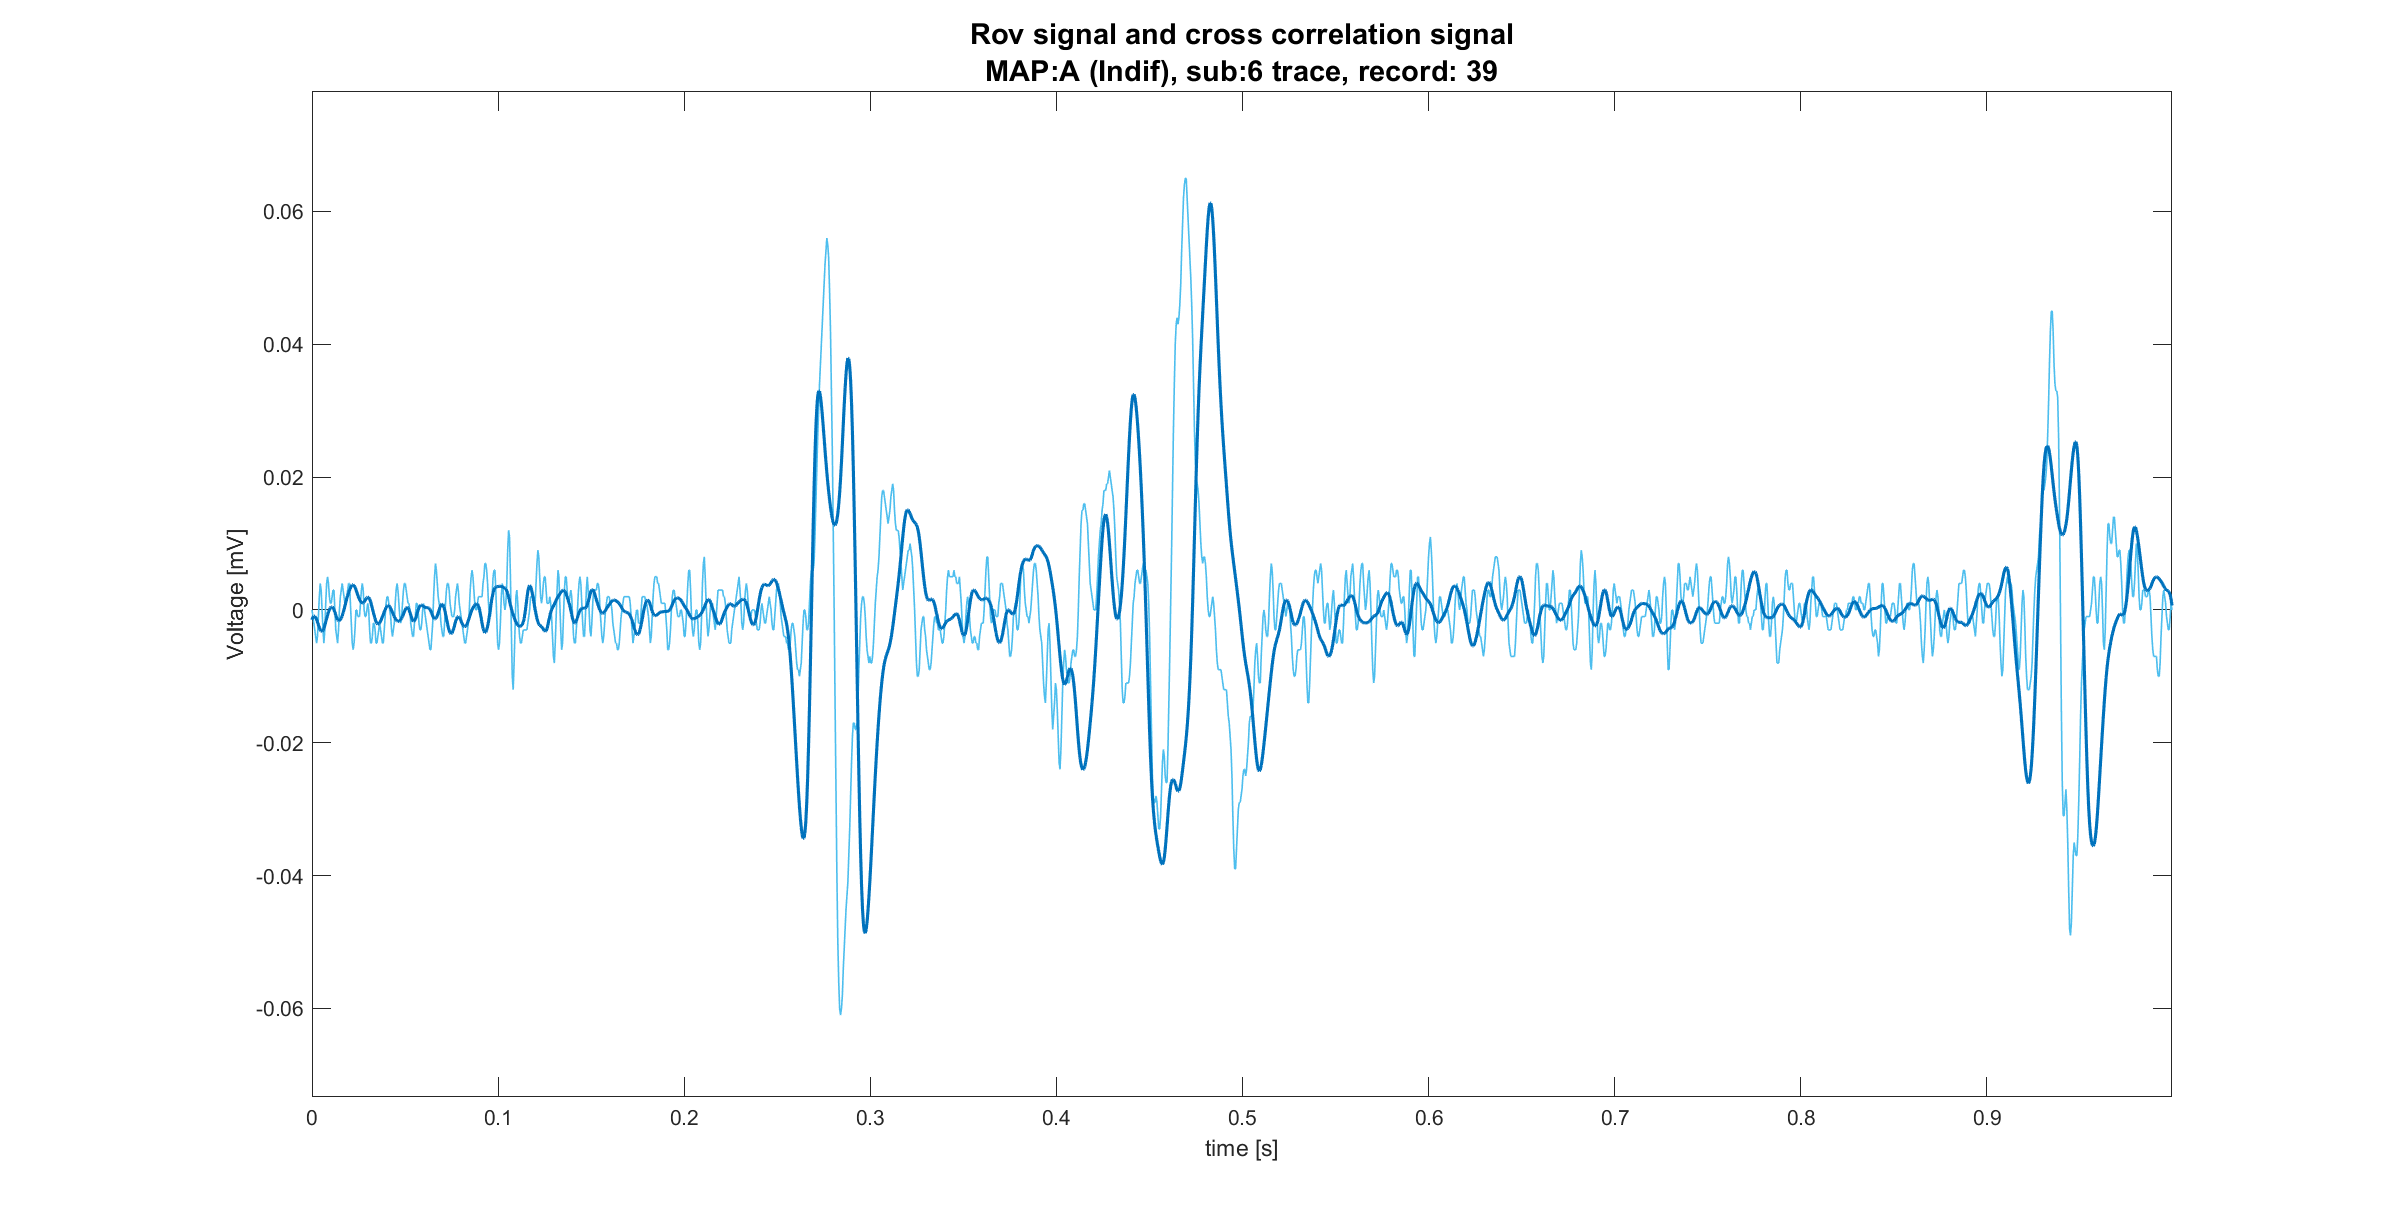 Rov signal and cross correlation signal
MAP:A (Indif), sub:6 trace, record: 39
Voltage [mV]
0.06
0.04
0.02
0
-0.02
-0.04
-0.06
0 0.1 0.2 0.3 0.4 0.5 0.6 0.7 0.8 0.9
time [s]